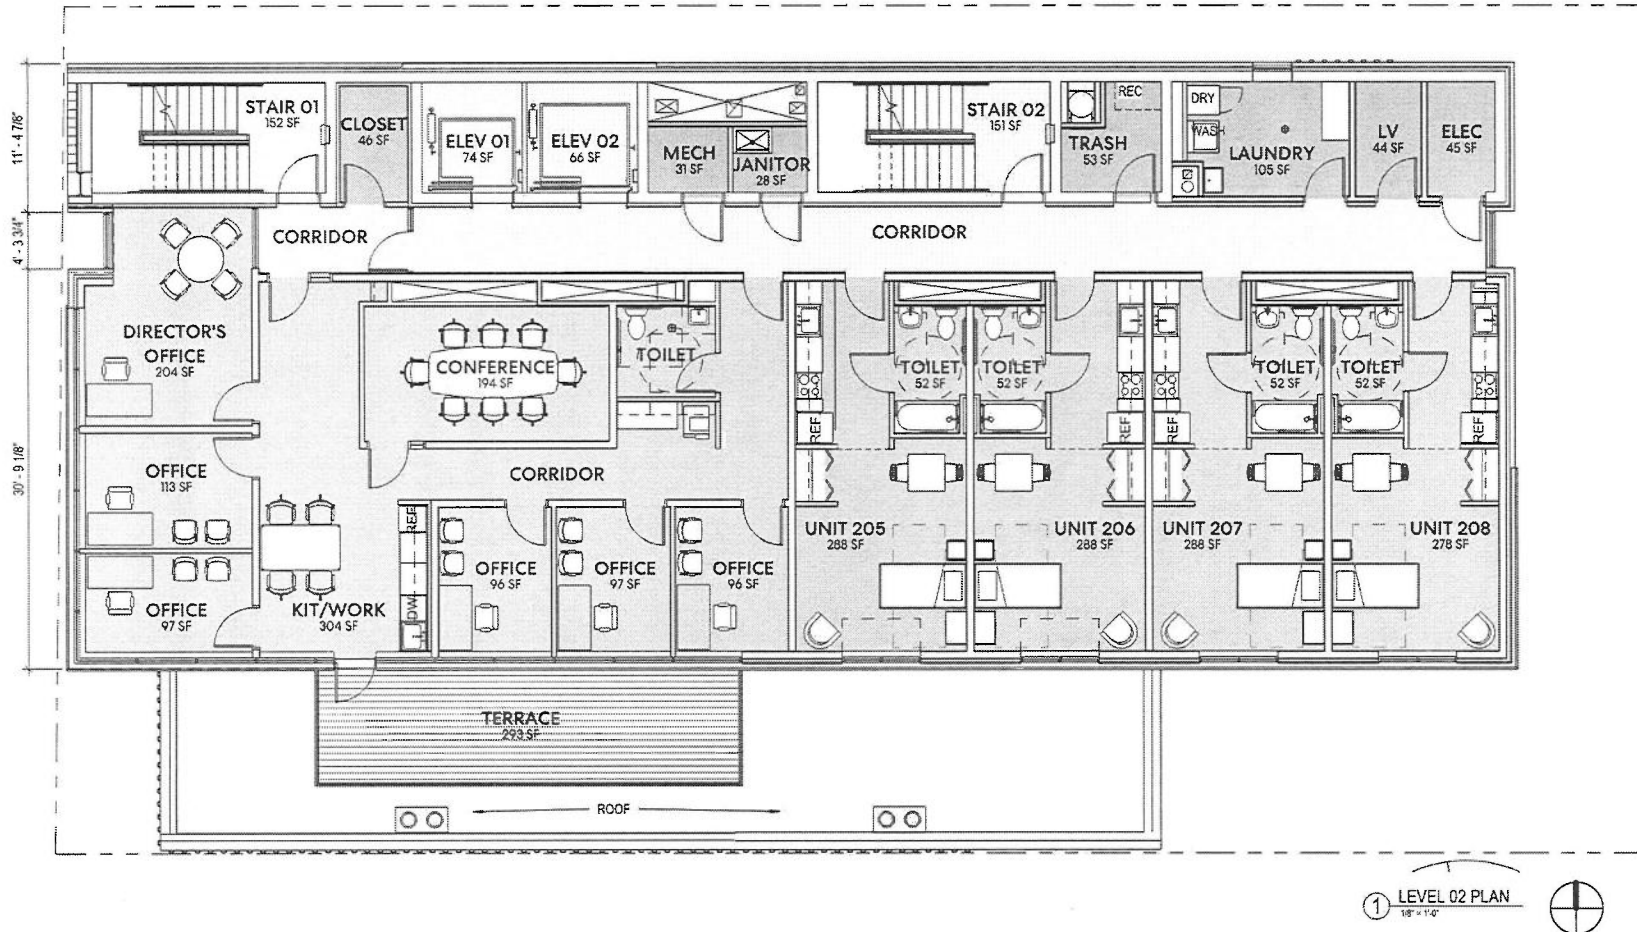 STAIR 01
152 SF
CLOSET
46 SF
ELEV 01
74 SF
ELEV 02
66 SF
MECH
31 SF
JANITOR
28 SF
STAIR 02
151 SF
REC
TRASH
53 SF
DRY
WASH
LAUNDRY
105 SF
LV
44 SF
ELEC
45 SF
11' - 4 7/8"
4' - 3 3/4"
30' - 9 1/8"
CORRIDOR
CORRIDOR
DIRECTOR'S
OFFICE
204 SF
CONFERENCE
194 SF
TOILET
TOILET
52 SF
TOILET
52 SF
TOILET
52 SF
TOILET
52 SF
REF
REF
REF
REF
OFFICE
113 SF
CORRIDOR
REF
OFFICE
97 SF
KIT/WORK
304 SF
DW
OFFICE
96 SF
OFFICE
97 SF
OFFICE
96 SF
UNIT 205
288 SF
UNIT 206
288 SF
UNIT 207
288 SF
UNIT 208
278 SF
TERRACE
293 SF
ROOF
1
LEVEL 02 PLAN
1/8" = 1'-0"